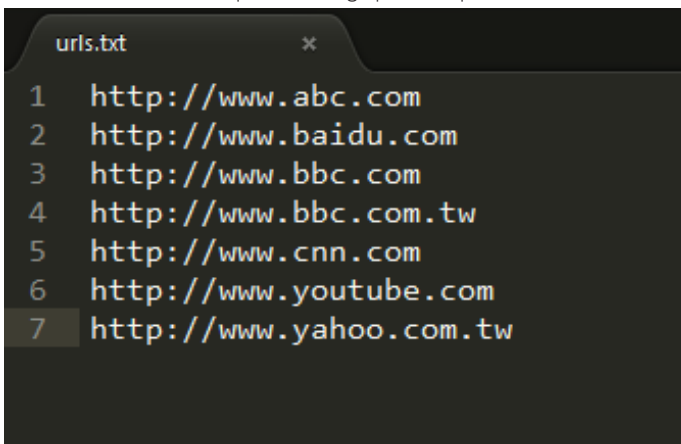 urls.txt ×
1 http://www.abc.com
2 http://www.baidu.com
3 http://www.bbc.com
4 http://www.bbc.com.tw
5 http://www.cnn.com
6 http://www.youtube.com
7 http://www.yahoo.com.tw